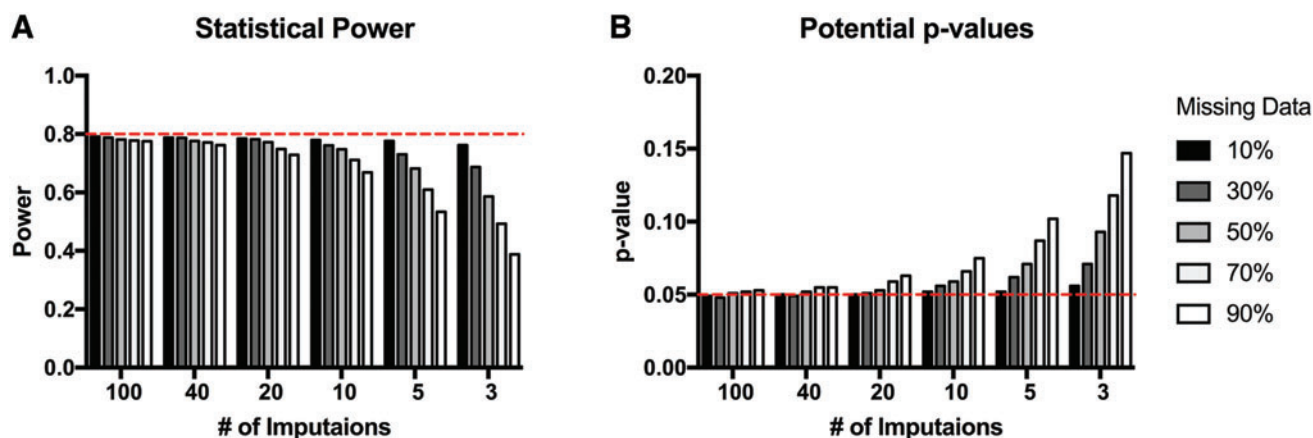 A
Statistical Power
Power
1.0
0.8
0.6
0.4
0.2
0.0
100 40 20 10 5 3
# of Imputaions
B
Potential p-values
p-value
0.20
0.15
0.10
0.05
0.00
100 40 20 10 5 3
# of Imputaions
Missing Data
10%
30%
50%
70%
90%